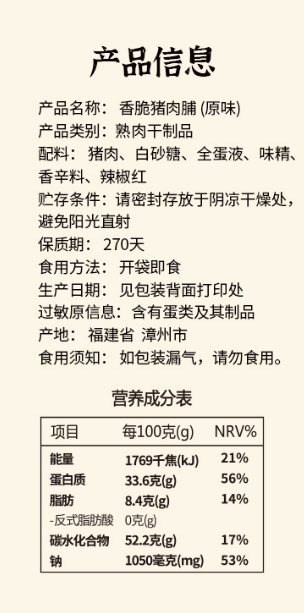 产品信息
产品名称： 香脆猪肉脯 (原味)
产品类别：熟肉干制品
配料： 猪肉、白砂糖、全蛋液、味精、
香辛料、辣椒红
贮存条件：请密封存放于阴凉干燥处，
避免阳光直射
保质期： 270天
食用方法： 开袋即食
生产日期： 见包装背面打印处
过敏原信息：含有蛋类及其制品
产地： 福建省 漳州市
食用须知： 如包装漏气，请勿食用。
营养成分表
项目 每100克(g) NRV%
能量 1769千焦(kJ) 21%
蛋白质 33.6克(g) 56%
脂肪 8.4克(g) 14%
-反式脂肪酸 0克(g)
碳水化合物 52.2克(g) 17%
钠 1050毫克(mg) 53%